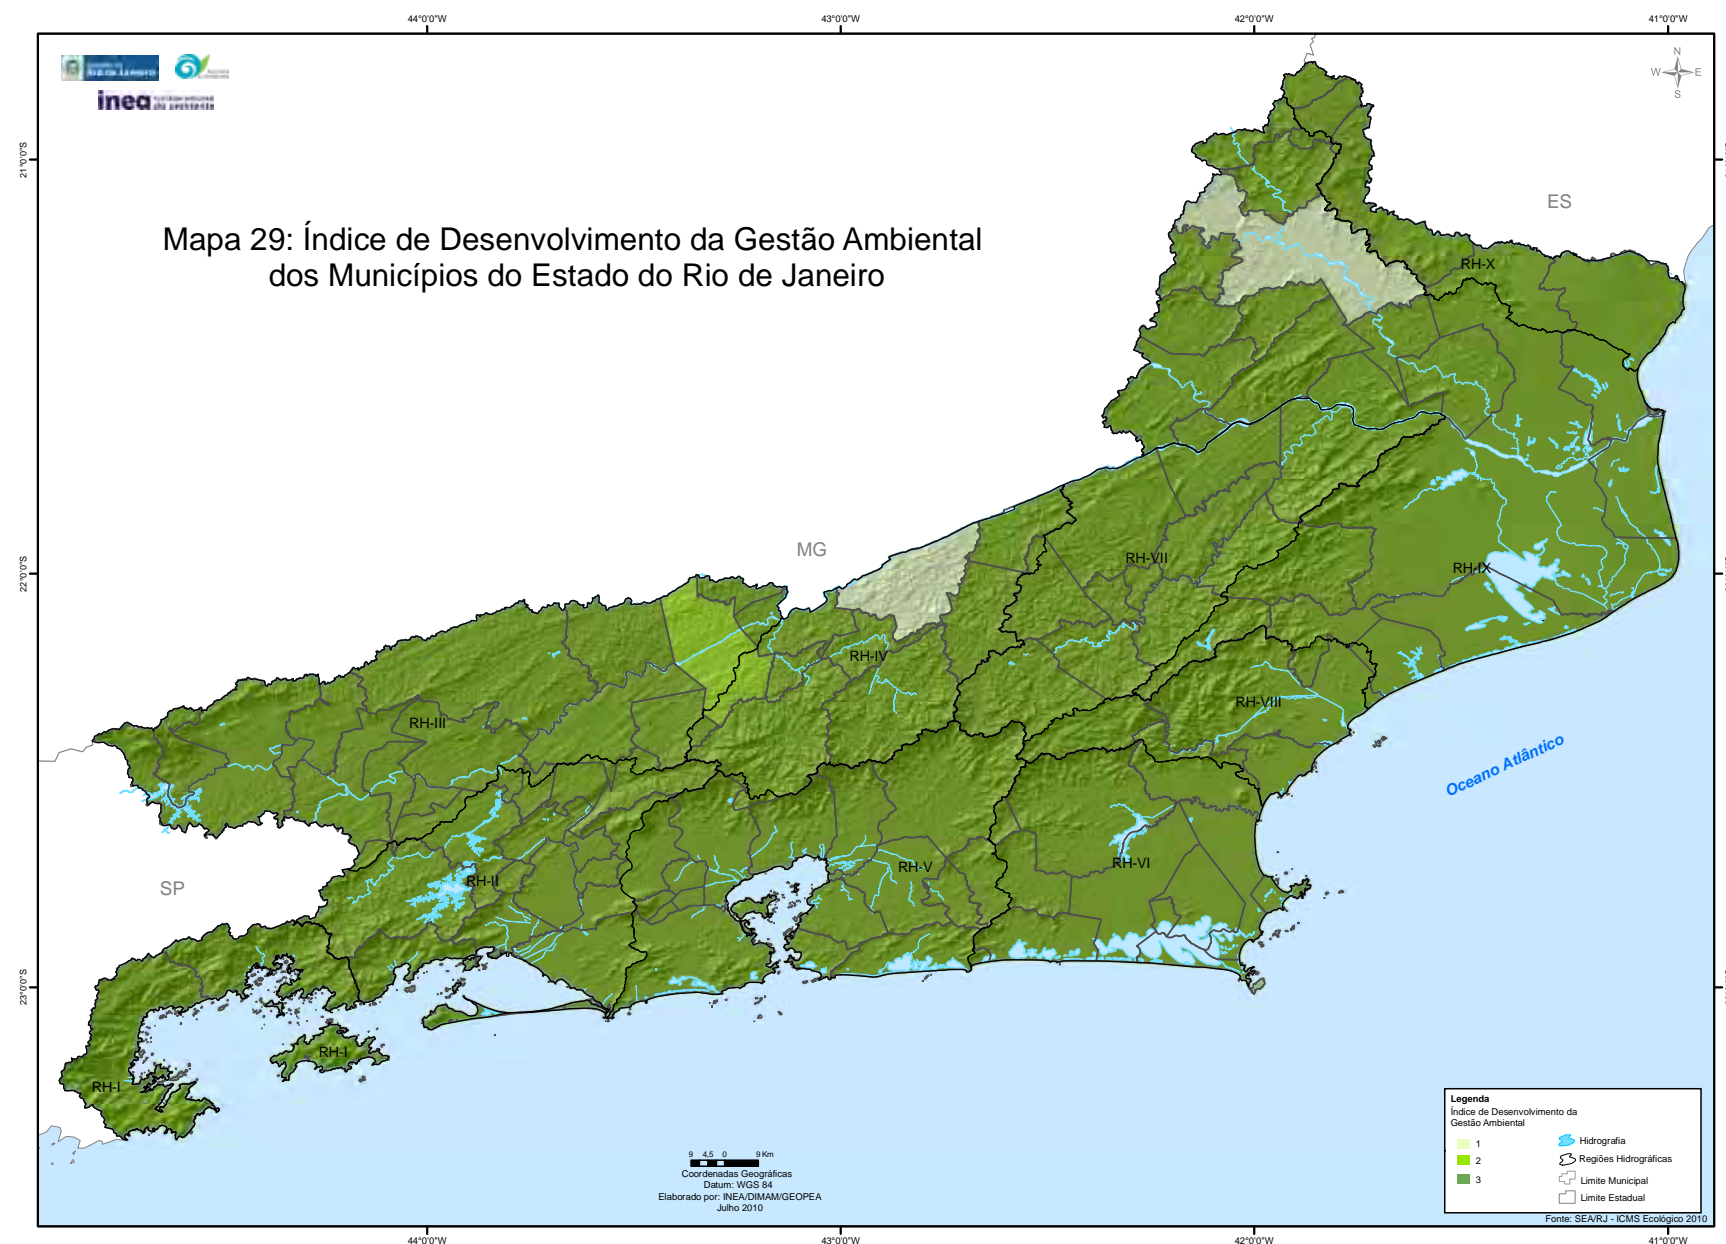 44°0'0"W
43°0'0"W
42°0'0"W
41°0'0"W
RIO DE JANEIRO
inea
N
W E
S
21°0'0"S
ES
Mapa 29: Índice de Desenvolvimento da Gestão Ambiental
dos Municípios do Estado do Rio de Janeiro
RH-X
MG
RH-VII
RH-IX
22°0'0"S
RH-IV
RH-VIII
RH-III
Oceano Atlântico
RH-VI
RH-V
RH-II
SP
23°0'0"S
RH-I
RH-I
Legenda
Índice de Desenvolvimento da
Gestão Ambiental
1
2
3
Hidrografia
Regiões Hidrográficas
Limite Municipal
Limite Estadual
9 4,5 0 9 Km
Coordenadas Geográficas
Datum: WGS 84
Elaborado por: INEA/DIMAM/GEOPEA
Julho 2010
Fonte: SEA/RJ - ICMS Ecológico 2010
44°0'0"W
43°0'0"W
42°0'0"W
41°0'0"W